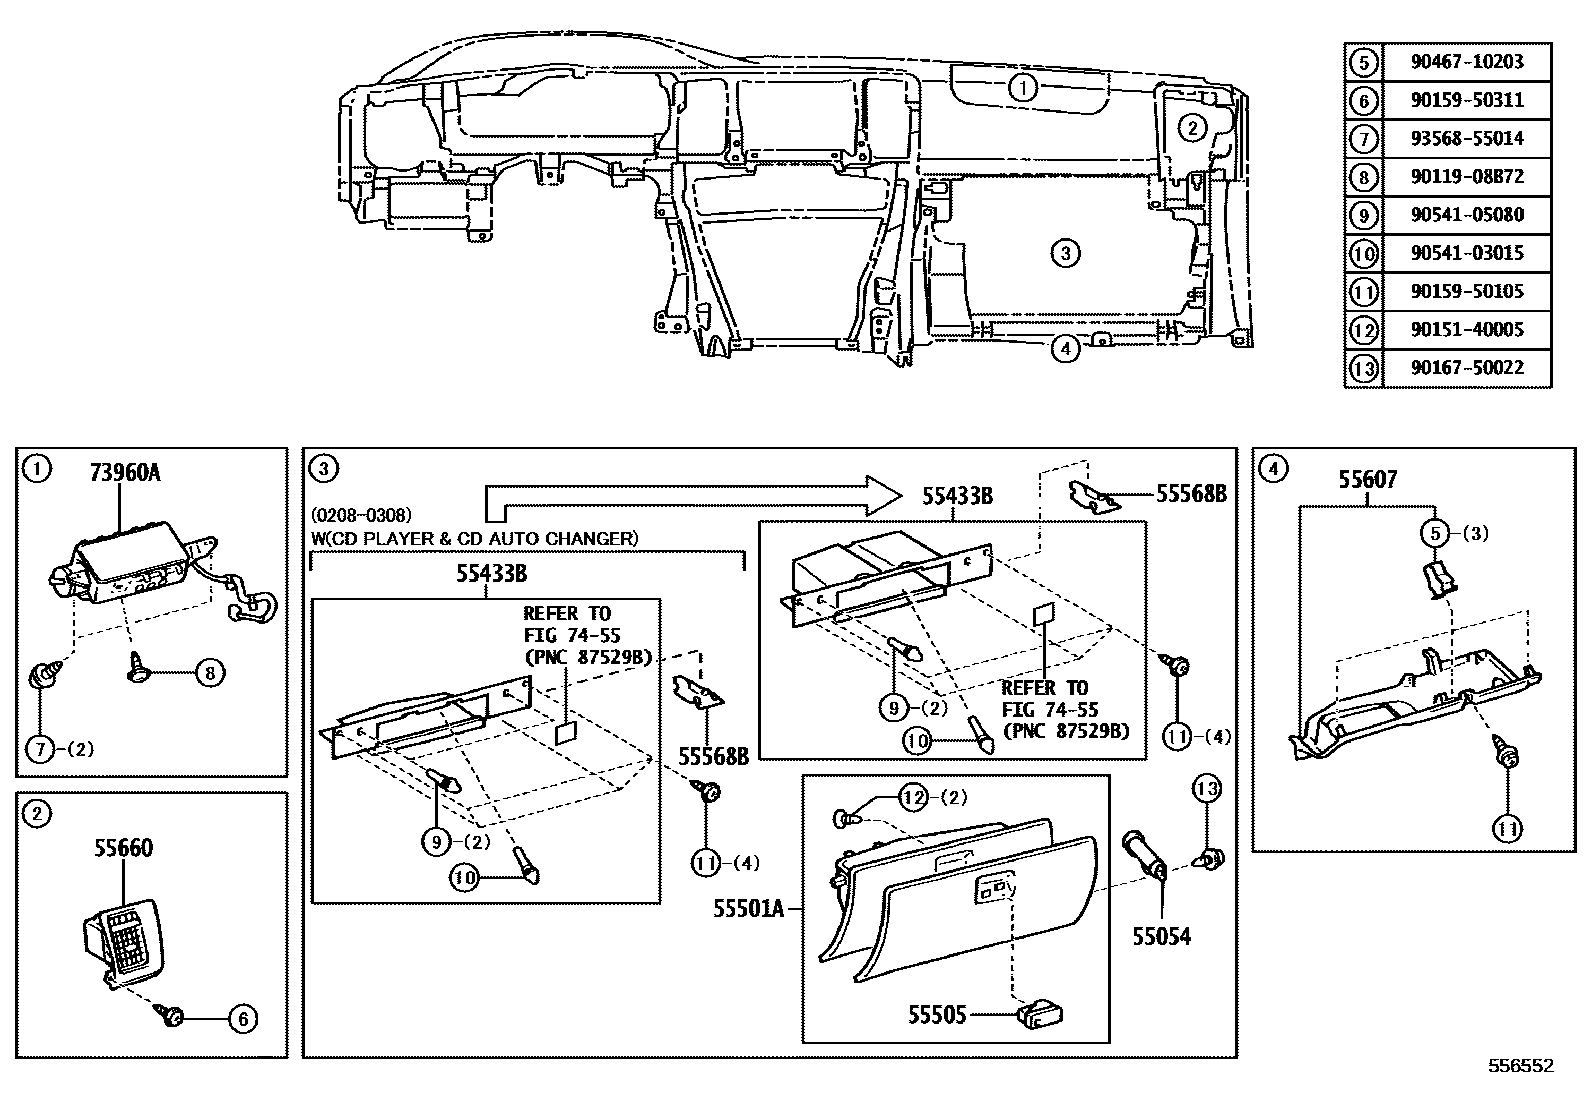 1
2
3
4
5 90467-10203
6 90159-50311
7 93568-55014
8 90119-08B72
9 90541-05080
10 90541-03015
11 90159-50105
12 90151-40005
13 90167-50022
1
73960A
8
7-(2)
2
55660
6
3
(0208-0308)
W(CD PLAYER & CD AUTO CHANGER)
55433B
REFER TO
FIG 74-55
(PNC 87529B)
55568B
9-(2)
10
11-(4)
55433B
55568B
9-(2)
10
REFER TO
FIG 74-55
(PNC 87529B)
11-(4)
12-(2)
13
55501A
55054
55505
4
55607
5-(3)
11
556552